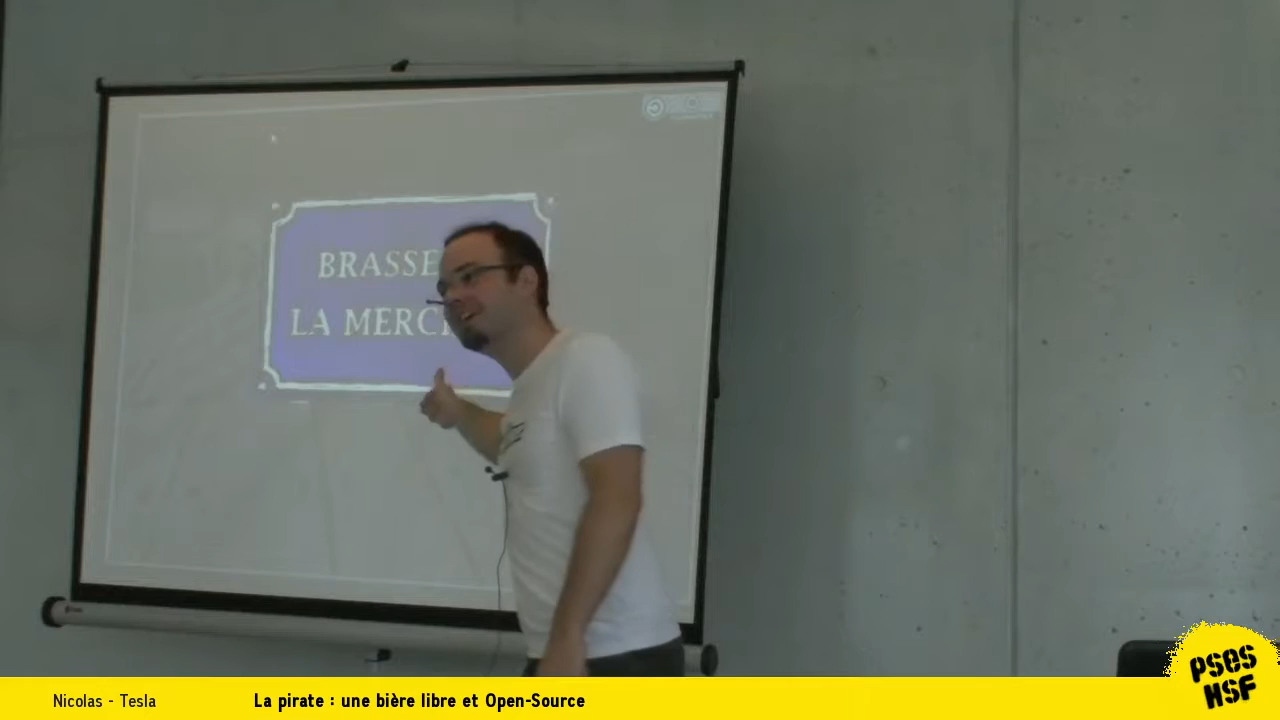 BRASSE
LA MERC
Nicolas - Tesla
La pirate : une bière libre et Open-Source
PSES
HSF